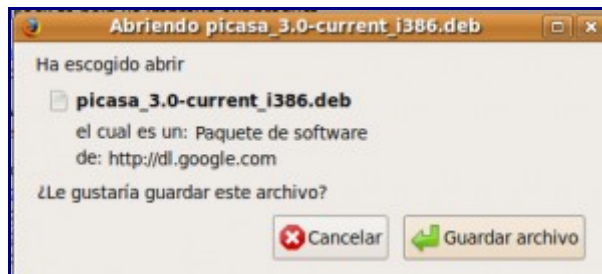 Abriendo picasa_3.0-current_i386.deb
Ha escogido abrir
picasa_3.0-current_i386.deb
el cual es un: Paquete de software
de: http://dl.google.com
¿Le gustaría guardar este archivo?
Cancelar
Guardar archivo